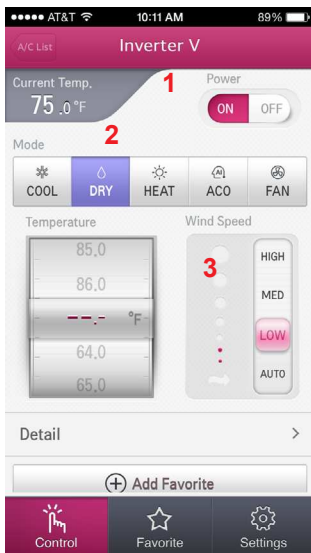 AT&T 10:11 AM 89%
A/C List Inverter V
Current Temp. 1 Power
75.0°F ON OFF
2
Mode
COOL DRY HEAT AI ACO FAN
Temperature Wind Speed
85.0
86.0
--.- °F
64.0
65.0
3
HIGH
MED
LOW
AUTO
Detail >
+ Add Favorite
Control Favorite Settings